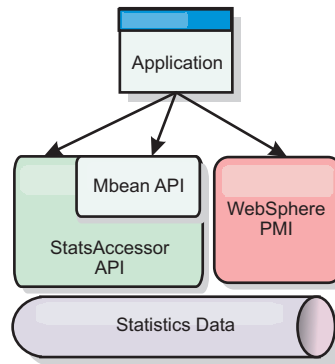 Application
Mbean API
WebSphere
PMI
StatsAccessor
API
Statistics Data